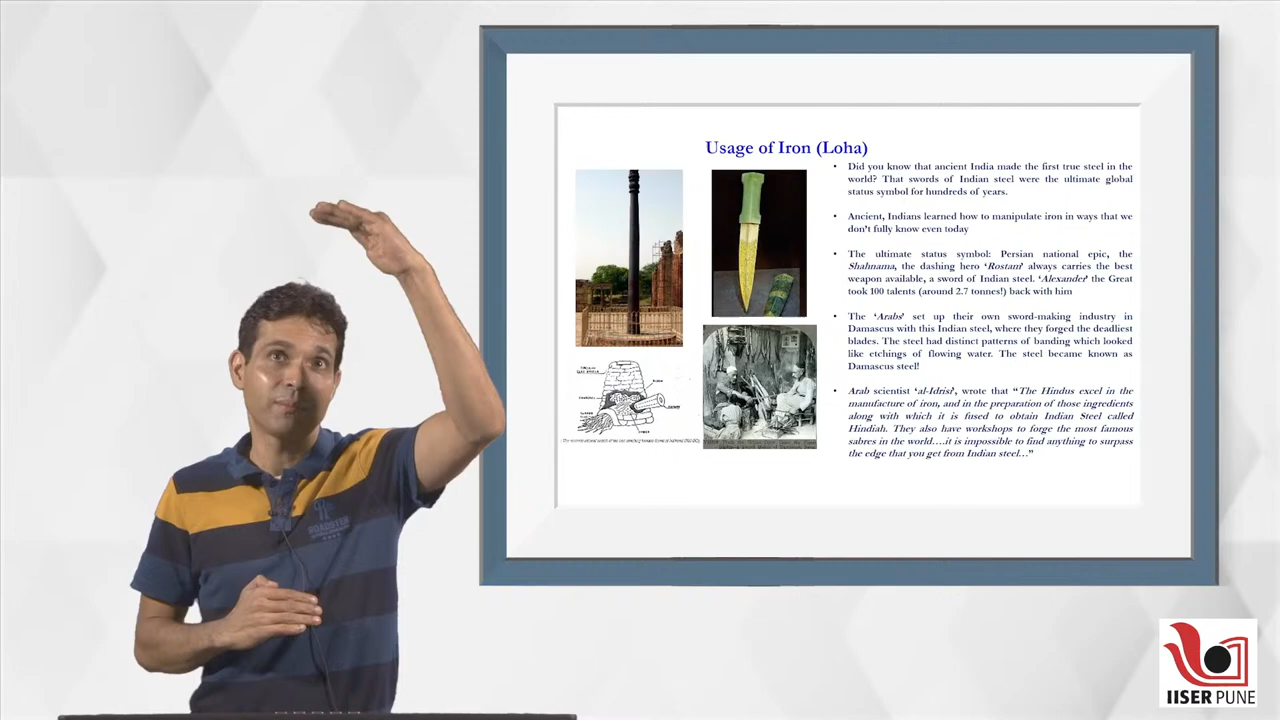 Usage of Iron (Loha)
• Did you know that ancient India made the first true steel in the
world? That swords of Indian steel were the ultimate global
status symbol for hundreds of years.
• Ancient, Indians learned how to manipulate iron in ways that we
don't fully know even today
• The ultimate status symbol: Persian national epic, the
Shahnama, the dashing hero 'Rostam' always carries the best
weapon available, a sword of Indian steel. 'Alexander' the Great
took 100 talents (around 2.7 tonnes!) back with him
• The 'Arabs' set up their own sword-making industry in
Damascus with this Indian steel, where they forged the deadliest
blades. The steel had distinct patterns of banding which looked
like etchings of flowing water. The steel became known as
Damascus steel!
• Arab scientist 'al-Idrisi', wrote that “The Hindus excel in the
manufacture of iron, and in the preparation of those ingredients
along with which it is fused to obtain Indian Steel called
Hindiah. They also have workshops to forge the most famous
sabres in the world….it is impossible to find anything to surpass
the edge that you get from Indian steel…”
ROADSTER
IISER PUNE